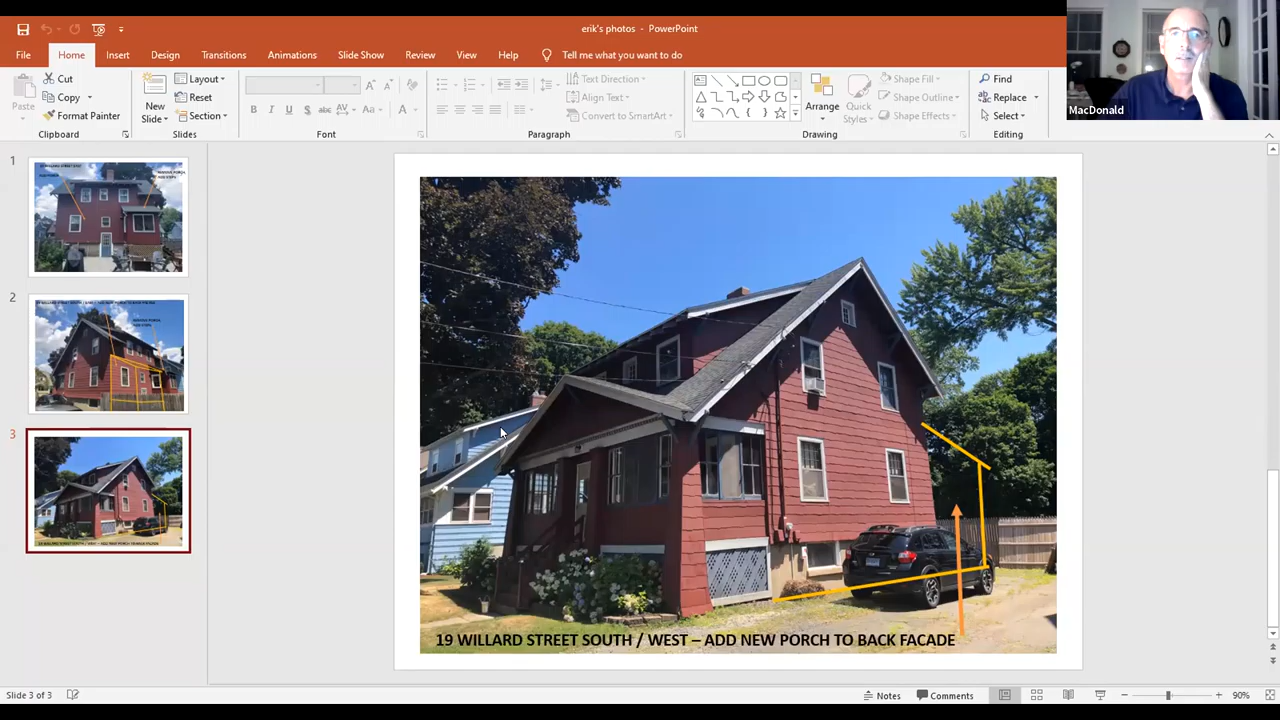 erik's photos - PowerPoint
File Home Insert Design Transitions Animations Slide Show Review View Help Tell me what you want to do
Paste
Cut
Copy
Format Painter
Clipboard
New Slide
Layout
Reset
Section
Slides
B I U S abc AV Aa A
Font
Text Direction
Align Text
Convert to SmartArt
Paragraph
Arrange
Quick Styles
Shape Fill
Shape Outline
Shape Effects
Drawing
Find
Replace
Select
Editing
MacDonald
1
2
3
19 WILLARD STREET SOUTH / WEST – ADD NEW PORCH TO BACK FACADE
Slide 3 of 3
Notes
Comments
90%